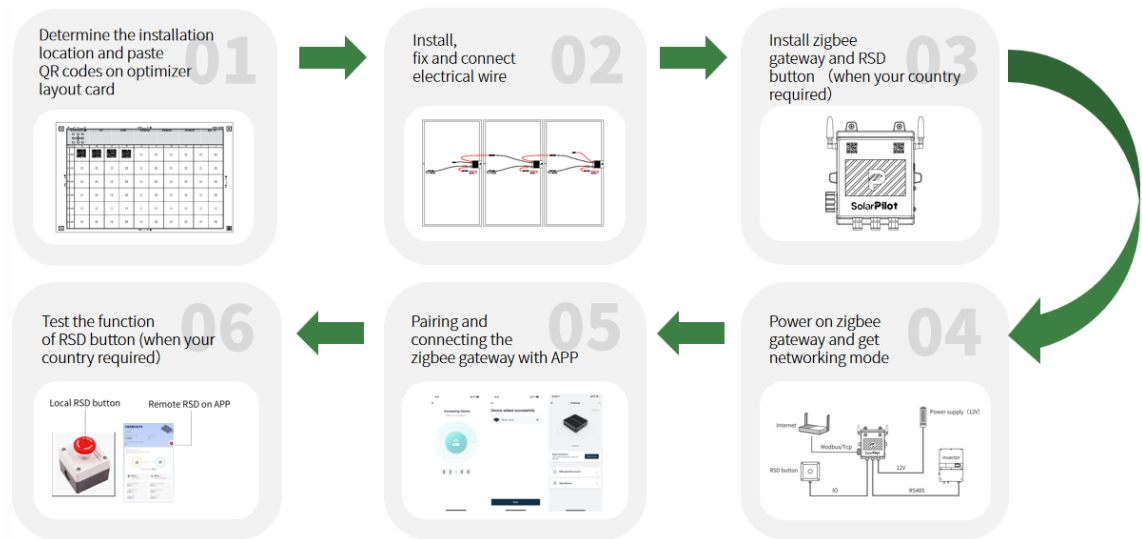 01
Determine the installation
location and paste
QR codes on optimizer
layout card
02
Install,
fix and connect
electrical wire
03
Install zigbee
gateway and RSD
button （when your country
required）
SolarPilot
04
Power on zigbee
gateway and get
networking mode
Power supply（12V）
Internet
Modbus/Tcp
SolarPilot
inverter
RSD button
12V
IO
RS485
05
Pairing and
connecting the
zigbee gateway with APP
Connecting Device
Device added successfully
06
Test the function
of RSD button (when your
country required）
Local RSD button
Remote RSD on APP